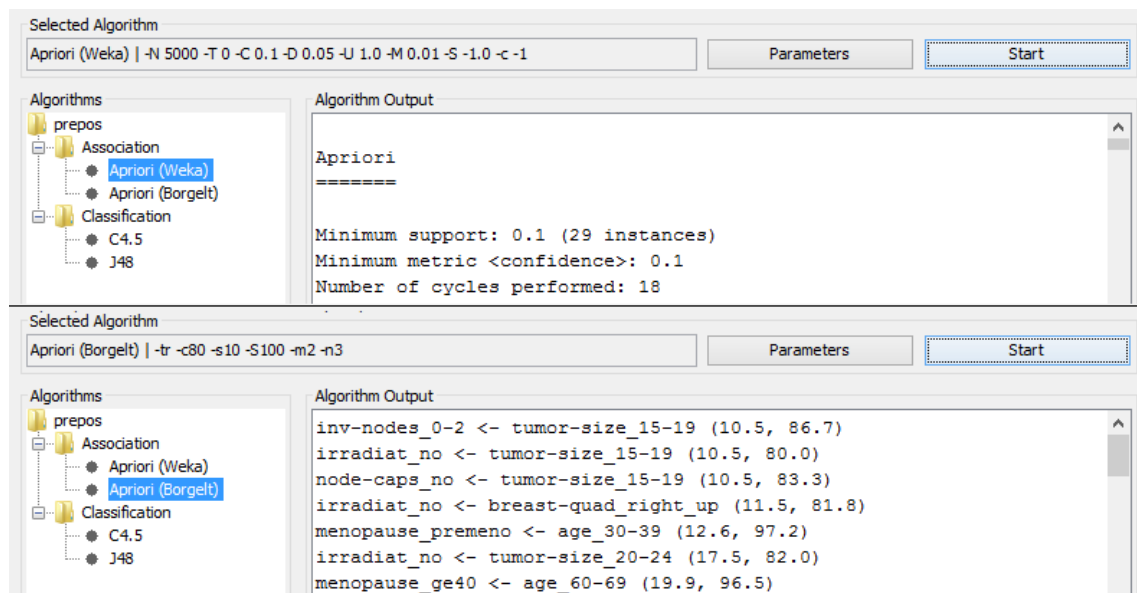 Selected Algorithm
Apriori (Weka) | -N 5000 -T 0 -C 0.1 -D 0.05 -U 1.0 -M 0.01 -S -1.0 -c -1
Parameters
Start
Algorithms
prepos
Association
Apriori (Weka)
Apriori (Borgelt)
Classification
C4.5
J48
Algorithm Output
Apriori
=======
Minimum support: 0.1 (29 instances)
Minimum metric <confidence>: 0.1
Number of cycles performed: 18
Selected Algorithm
Apriori (Borgelt) | -tr -c80 -s10 -S100 -m2 -n3
Parameters
Start
Algorithms
prepos
Association
Apriori (Weka)
Apriori (Borgelt)
Classification
C4.5
J48
Algorithm Output
inv-nodes_0-2 <- tumor-size_15-19 (10.5, 86.7)
irradiat_no <- tumor-size_15-19 (10.5, 80.0)
node-caps_no <- tumor-size_15-19 (10.5, 83.3)
irradiat_no <- breast-quad_right_up (11.5, 81.8)
menopause_premeno <- age_30-39 (12.6, 97.2)
irradiat_no <- tumor-size_20-24 (17.5, 82.0)
menopause_ge40 <- age_60-69 (19.9, 96.5)